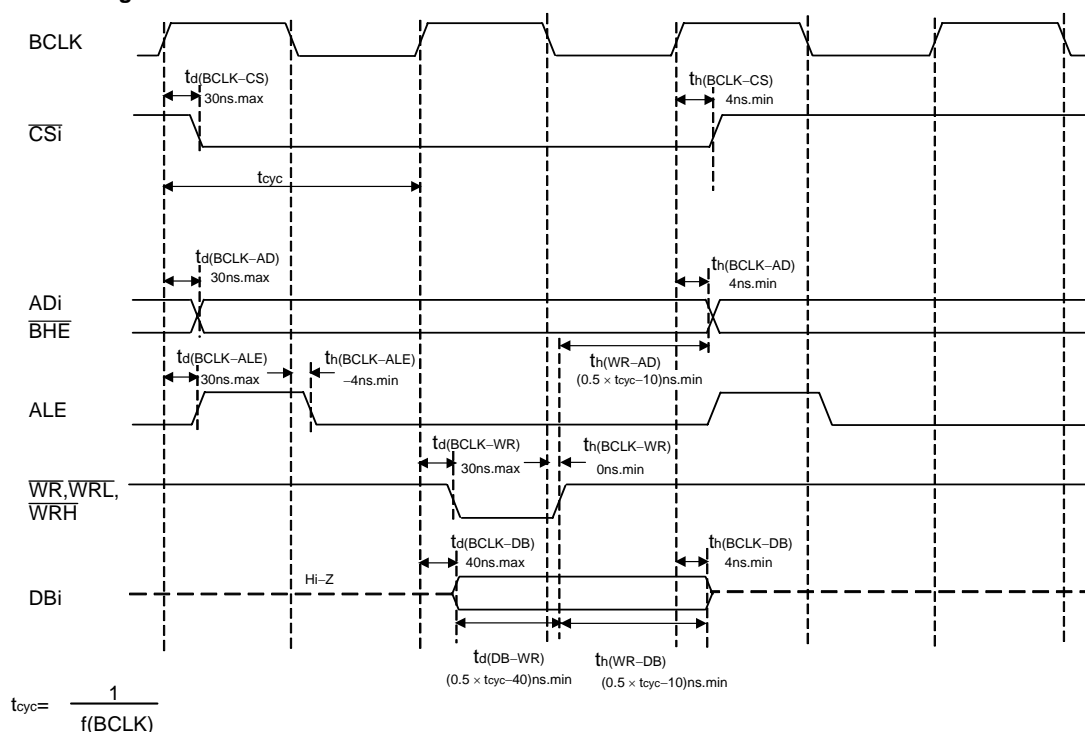 BCLK
td(BCLK−CS)
30ns.max
th(BCLK−CS)
4ns.min
CSi
tcyc
td(BCLK−AD)
30ns.max
th(BCLK−AD)
4ns.min
ADi
BHE
td(BCLK−ALE)
30ns.max
th(BCLK−ALE)
−4ns.min
th(WR−AD)
(0.5 × tcyc−10)ns.min
ALE
td(BCLK−WR)
30ns.max
th(BCLK−WR)
0ns.min
WR,WRL,
WRH
td(BCLK−DB)
40ns.max
th(BCLK−DB)
4ns.min
Hi−Z
DBi
td(DB−WR)
(0.5 × tcyc−40)ns.min
th(WR−DB)
(0.5 × tcyc−10)ns.min
tcyc= 1
f(BCLK)